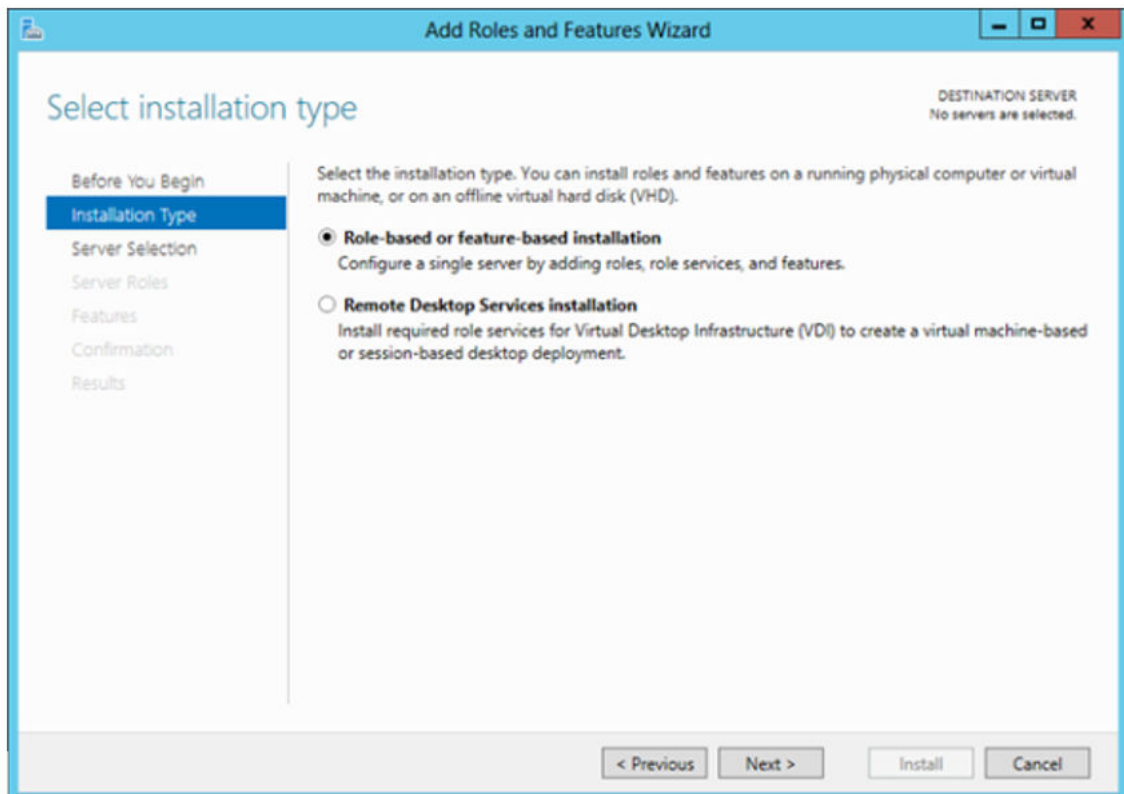 Add Roles and Features Wizard
Select installation type
DESTINATION SERVER
No servers are selected.
Before You Begin
Installation Type
Server Selection
Server Roles
Features
Confirmation
Results
Select the installation type. You can install roles and features on a running physical computer or virtual
machine, or on an offline virtual hard disk (VHD).
Role-based or feature-based installation
Configure a single server by adding roles, role services, and features.
Remote Desktop Services installation
Install required role services for Virtual Desktop Infrastructure (VDI) to create a virtual machine-based
or session-based desktop deployment.
< Previous
Next >
Install
Cancel